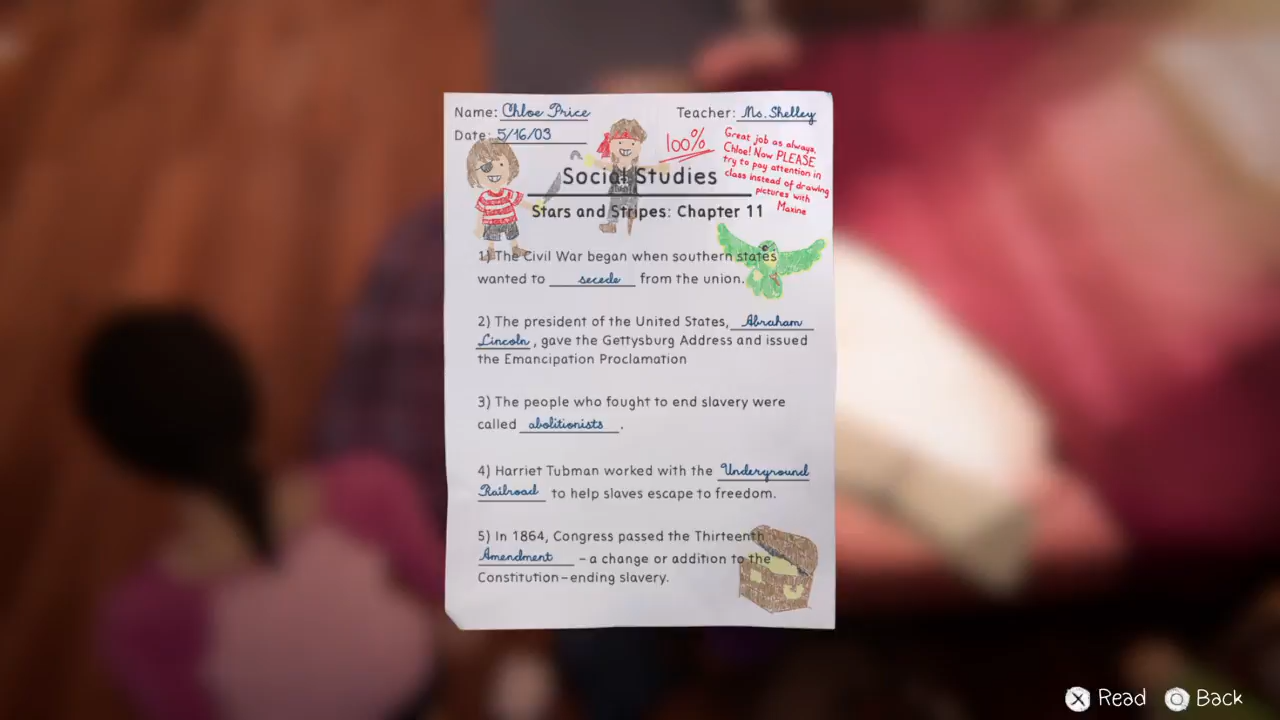 Name: Chloe Price
Teacher: Ms. Shelley
Date: 5/16/03
100%
Great job as always,
Chloe! Now PLEASE
try to pay attention in
class instead of drawing
pictures with
Maxine
Social Studies
Stars and Stripes: Chapter 11
1) The Civil War began when southern states
wanted to secede from the union.
2) The president of the United States, Abraham
Lincoln, gave the Gettysburg Address and issued
the Emancipation Proclamation
3) The people who fought to end slavery were
called abolitionists.
4) Harriet Tubman worked with the Underground
Railroad to help slaves escape to freedom.
5) In 1864, Congress passed the Thirteenth
Amendment – a change or addition to the
Constitution – ending slavery.
Read
Back